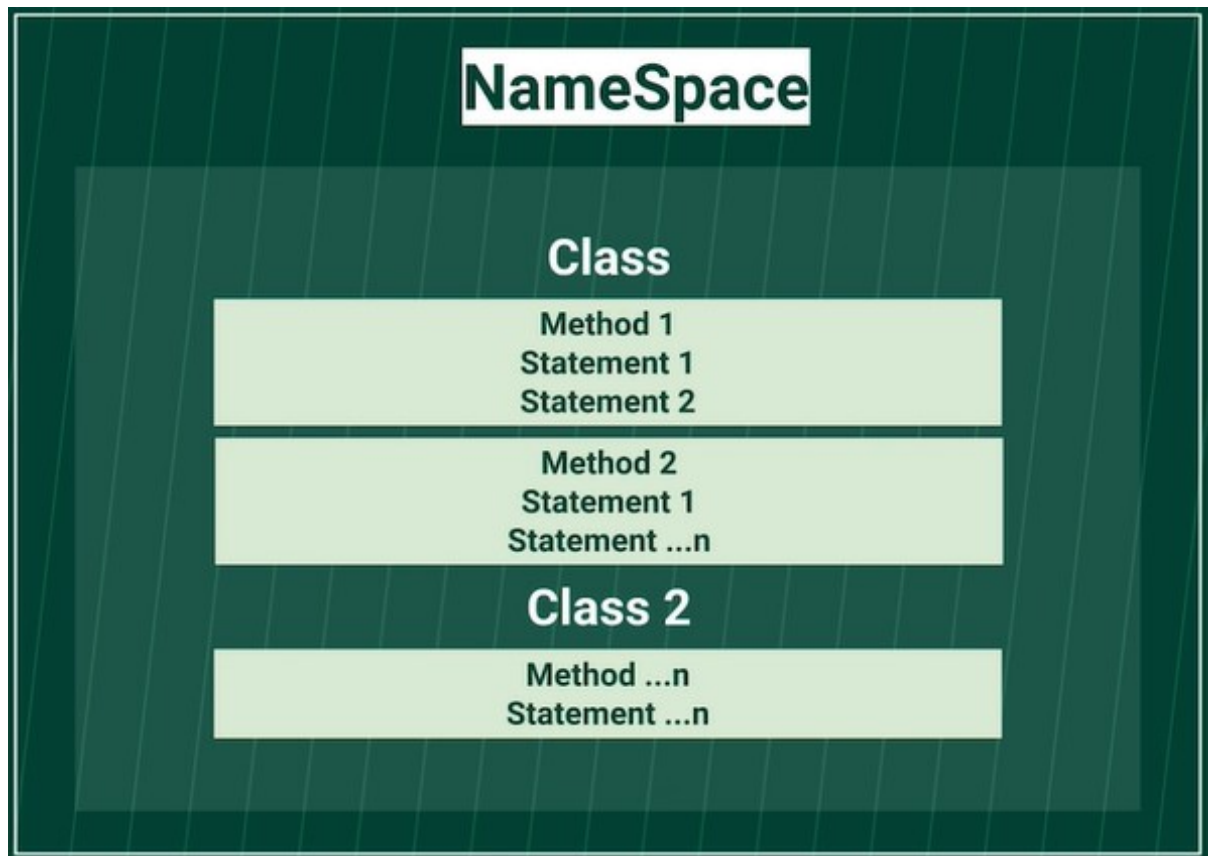 NameSpace
Class
Method 1
Statement 1
Statement 2
Method 2
Statement 1
Statement ...n
Class 2
Method ...n
Statement ...n